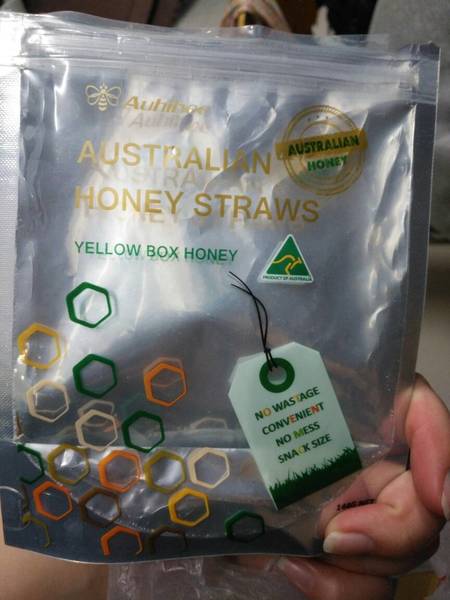 Auhibee
AUSTRALIAN
HONEY STRAWS
AUSTRALIAN
HONEY
YELLOW BOX HONEY
PRODUCT OF AUSTRALIA
NO WASTAGE
CONVENIENT
NO MESS
SNACK SIZE